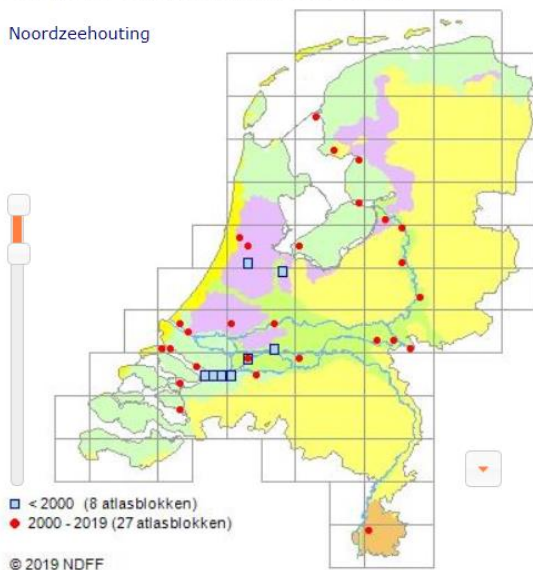 Noordzeehouting
< 2000 (8 atlasblokken)
2000 - 2019 (27 atlasblokken)
© 2019 NDFF